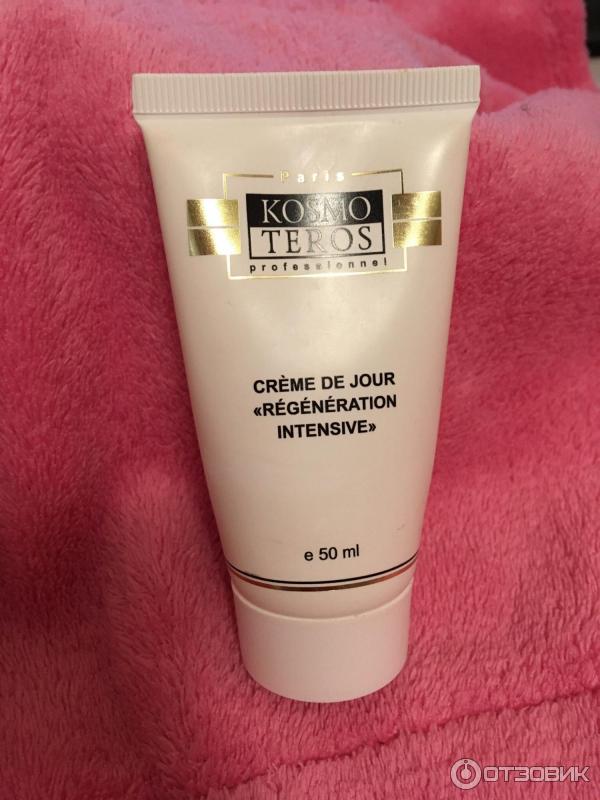 Paris
KOSMO
TEROS
professionnel
CRÈME DE JOUR
«RÉGÉNÉRATION
INTENSIVE»
e 50 ml
ОТЗОВИК